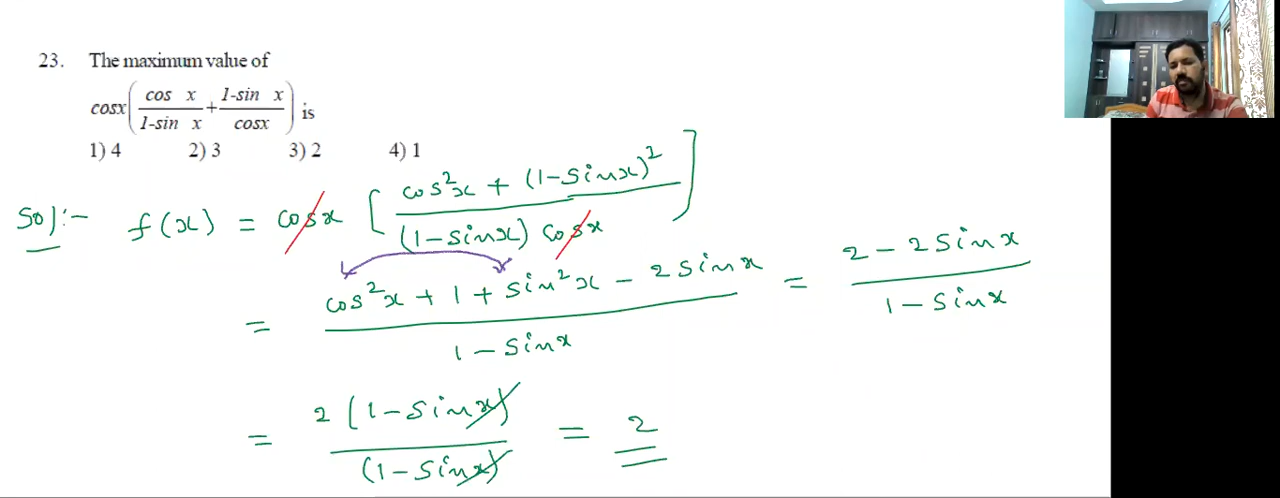 23. The maximum value of
cosx(cos x/1-sin x + 1-sin x/cosx) is
1) 4 2) 3 3) 2 4) 1
Sol:- f(x) = cosx [cos²x + (1-sinx)²/(1-sinx) cosx]
= cos²x + 1 + sin²x - 2sinx/1-sinx = 2-2sinx/1-sinx
= 2(1-sinx)/(1-sinx) = 2